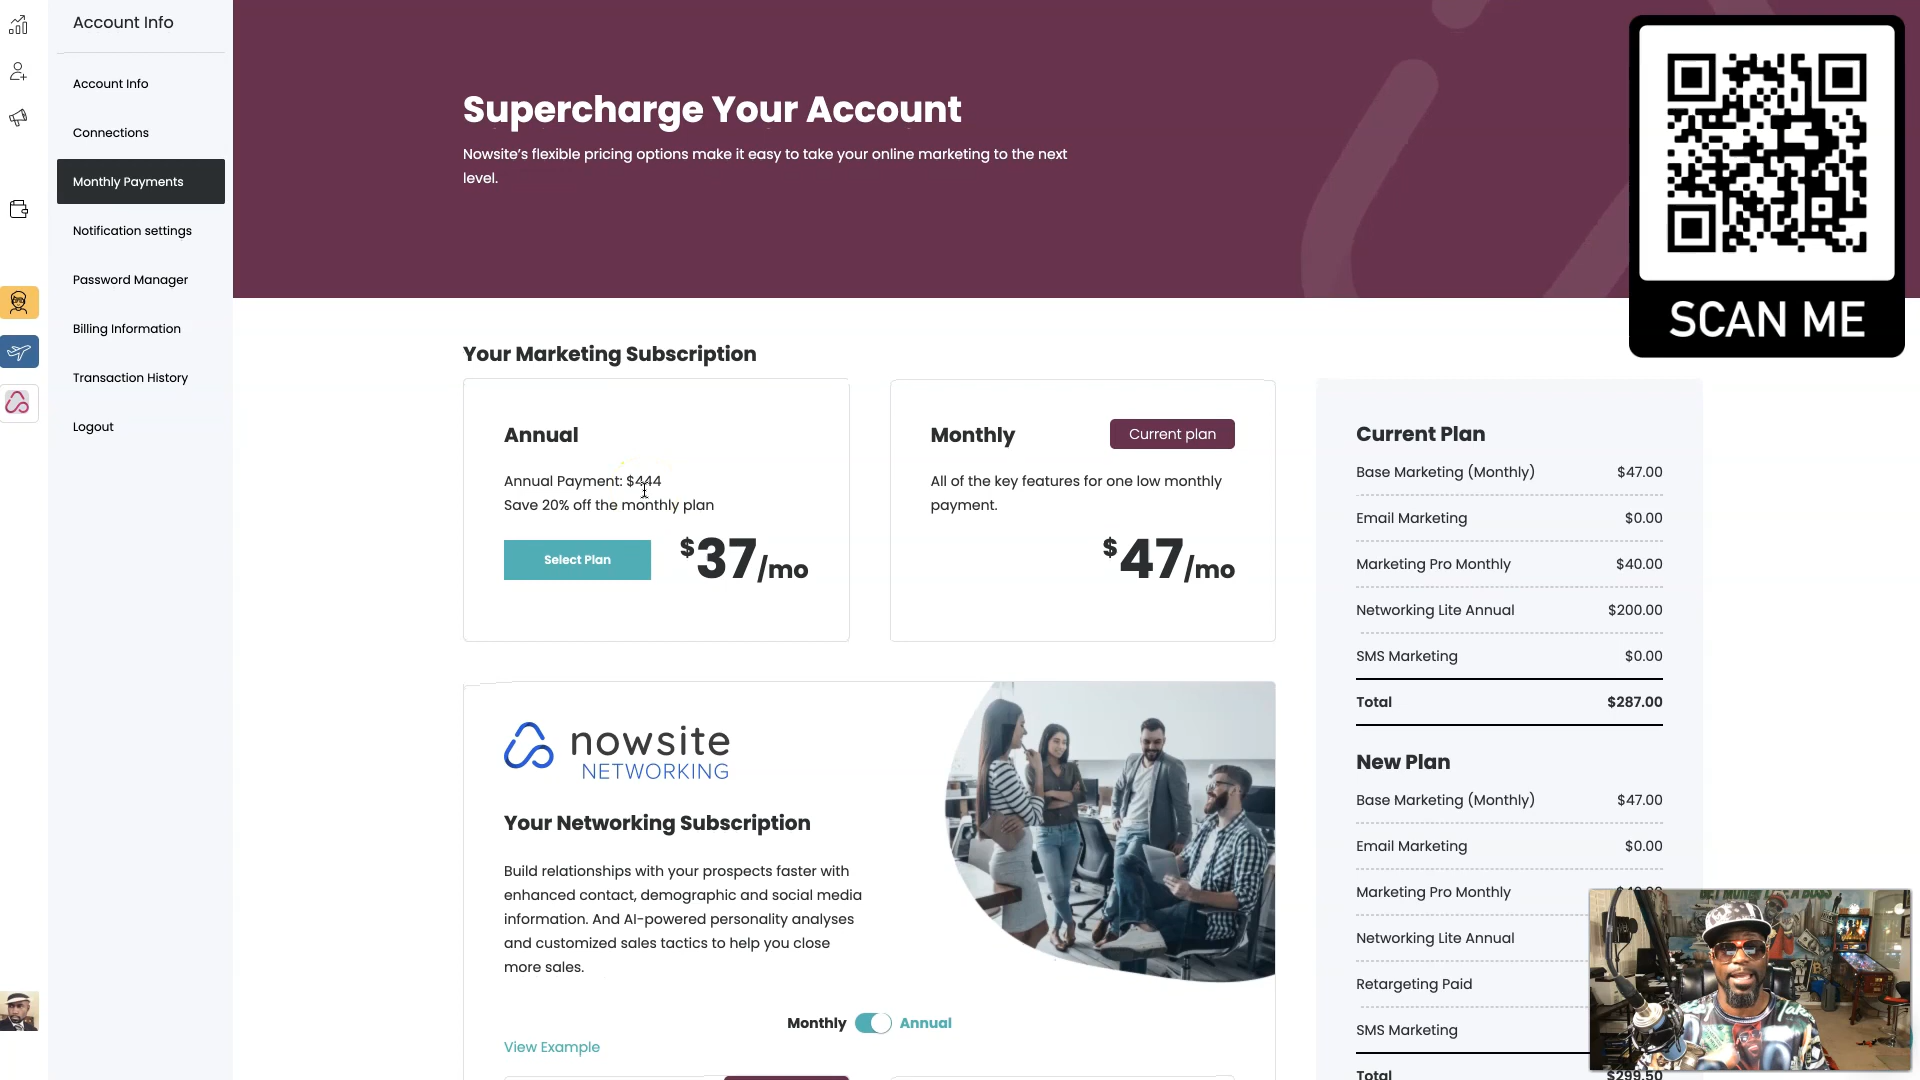 Account Info
Account Info
Connections
Monthly Payments
Notification settings
Password Manager
Billing Information
Transaction History
Logout
Supercharge Your Account
Nowsite's flexible pricing options make it easy to take your online marketing to the next
level.
SCAN ME
Your Marketing Subscription
Annual
Annual Payment: $444
Save 20% off the monthly plan
Select Plan
$37/mo
Monthly
Current plan
All of the key features for one low monthly
payment.
$47/mo
nowsite
NETWORKING
Your Networking Subscription
Build relationships with your prospects faster with
enhanced contact, demographic and social media
information. And AI-powered personality analyses
and customized sales tactics to help you close
more sales.
Monthly
Annual
View Example
Current Plan
Base Marketing (Monthly) $47.00
Email Marketing $0.00
Marketing Pro Monthly $40.00
Networking Lite Annual $200.00
SMS Marketing $0.00
Total $287.00
New Plan
Base Marketing (Monthly) $47.00
Email Marketing $0.00
Marketing Pro Monthly
Networking Lite Annual
Retargeting Paid
SMS Marketing
Total $299.50